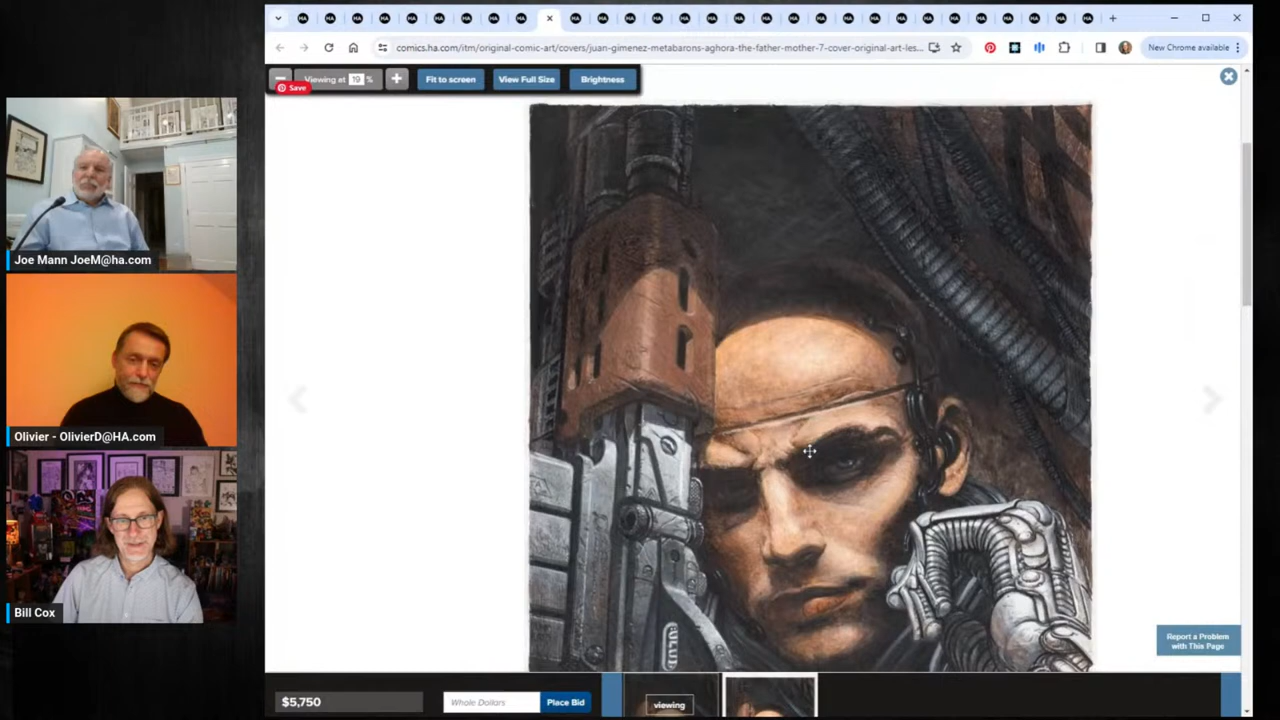 comics.ha.com/itm/original-comic-art/covers/juan-gimenez-metabarons-aghora-the-father-mother-7-cover-original-art-les...
New Chrome available
Viewing at 19 %
Fit to screen
View Full Size
Brightness
Save
Joe Mann JoeM@ha.com
Olivier - OlivierD@HA.com
Bill Cox
Report a Problem
with This Page
$5,750
Whole Dollars
Place Bid
viewing